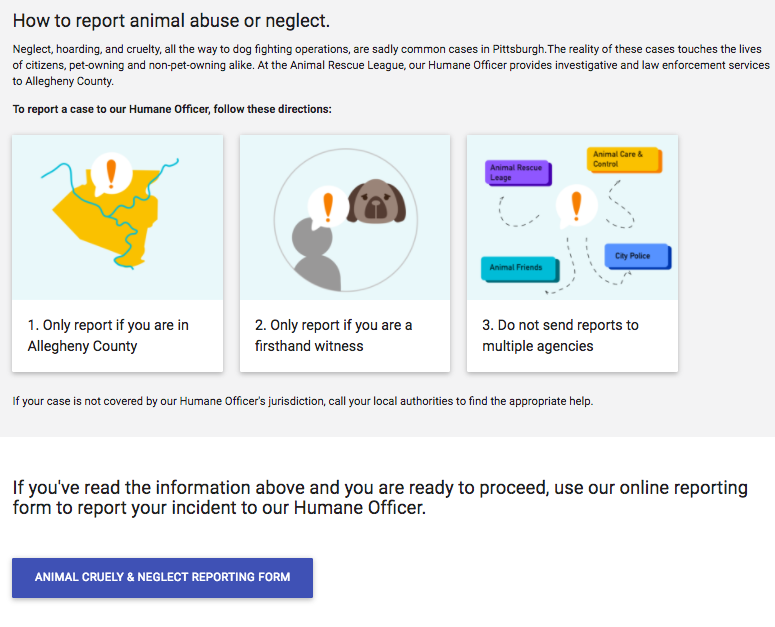 How to report animal abuse or neglect.
Neglect, hoarding, and cruelty, all the way to dog fighting operations, are sadly common cases in Pittsburgh.The reality of these cases touches the lives
of citizens, pet-owning and non-pet-owning alike. At the Animal Rescue League, our Humane Officer provides investigative and law enforcement services
to Allegheny County.
To report a case to our Humane Officer, follow these directions:
1. Only report if you are in
Allegheny County
2. Only report if you are a
firsthand witness
Animal Rescue
Leage
Animal Care &
Control
Animal Friends
City Police
3. Do not send reports to
multiple agencies
If your case is not covered by our Humane Officer's jurisdiction, call your local authorities to find the appropriate help.
If you've read the information above and you are ready to proceed, use our online reporting
form to report your incident to our Humane Officer.
ANIMAL CRUELY & NEGLECT REPORTING FORM